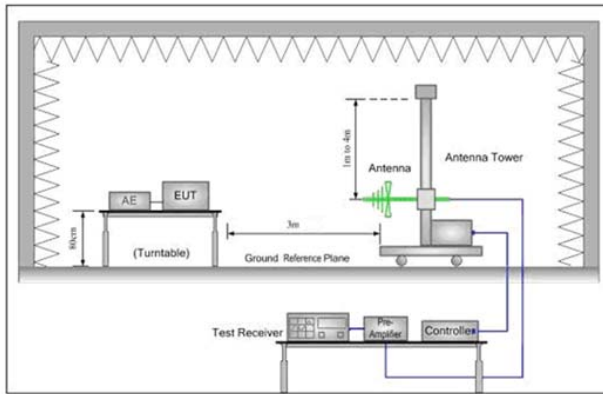 1m to 4m
Antenna
Antenna Tower
AE
EUT
80cm
(Turntable)
3m
Ground Reference Plane
Test Receiver
Pre-
Amplifier
Controller